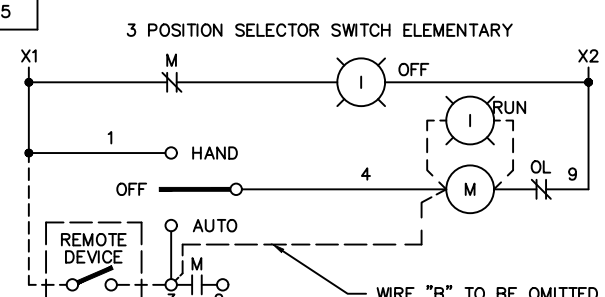 5
3 POSITION SELECTOR SWITCH ELEMENTARY
X1
X2
M
I
OFF
I
RUN
1
HAND
OFF
4
M
OL
9
AUTO
REMOTE
DEVICE
M
WIRE "B" TO BE OMITTED